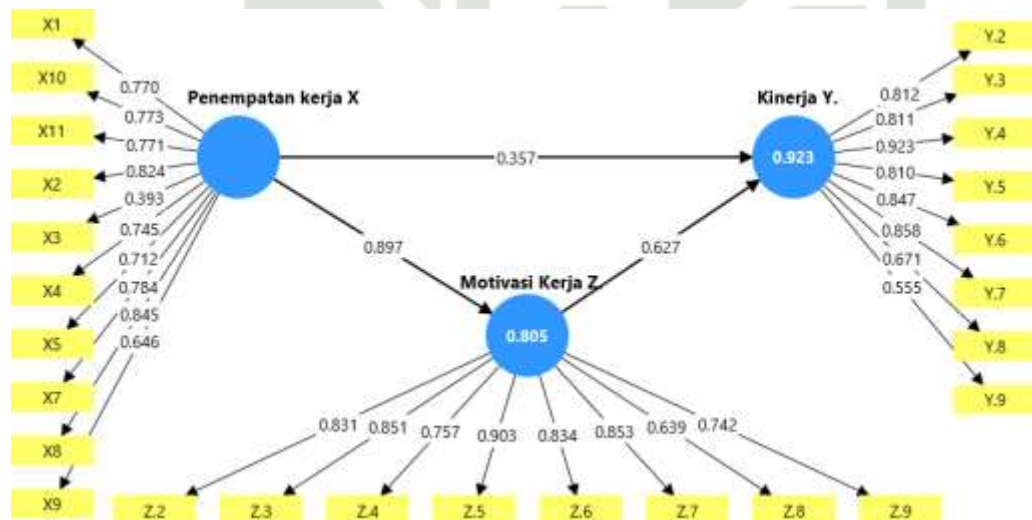 X1
X10
X11
X2
X3
X4
X5
X7
X8
X9
0.770
0.773
0.771
0.824
0.393
0.745
0.712
0.784
0.845
0.646
Penempatan kerja X
0.357
0.897
Motivasi Kerja Z.
0.805
0.627
Kinerja Y.
0.923
0.812
0.811
0.923
0.810
0.847
0.858
0.671
0.555
Y.2
Y.3
Y.4
Y.5
Y.6
Y.7
Y.8
Y.9
0.831
0.851
0.757
0.903
0.834
0.853
0.639
0.742
Z.2
Z.3
Z.4
Z.5
Z.6
Z.7
Z.8
Z.9